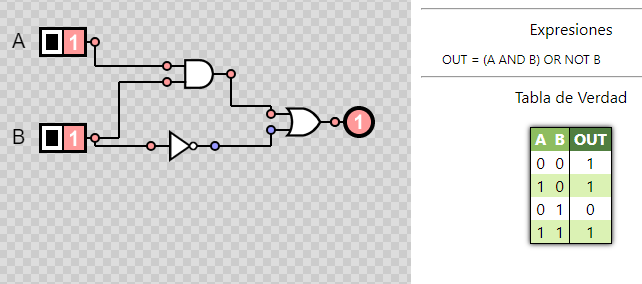 A 1
B 1
1
Expresiones
OUT = (A AND B) OR NOT B
Tabla de Verdad
A B OUT
0 0 1
1 0 1
0 1 0
1 1 1